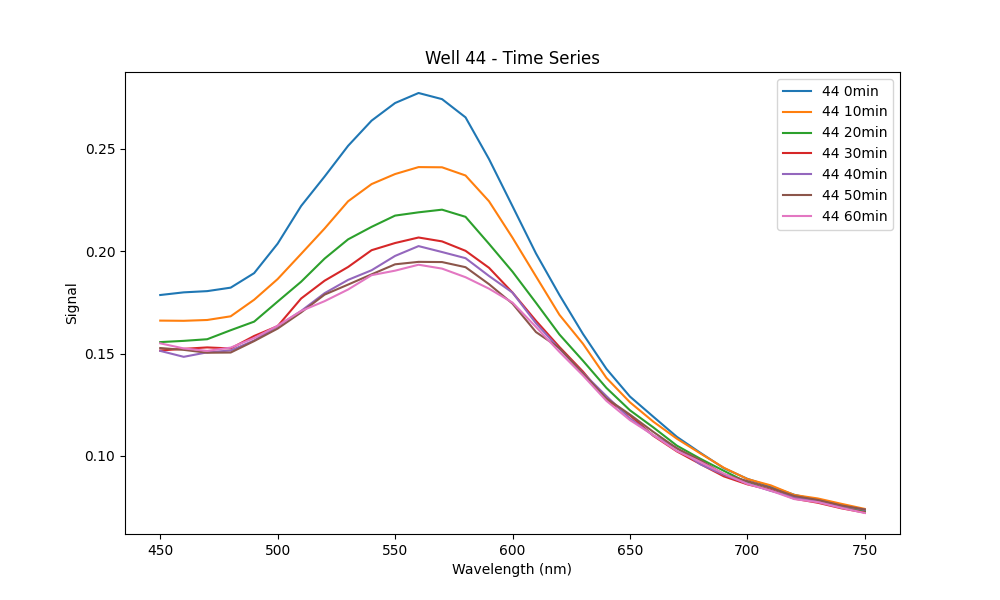 Well 44 - Time Series
44 0min
44 10min
44 20min
44 30min
44 40min
44 50min
44 60min
Signal
0.25
0.20
0.15
0.10
450 500 550 600 650 700 750
Wavelength (nm)